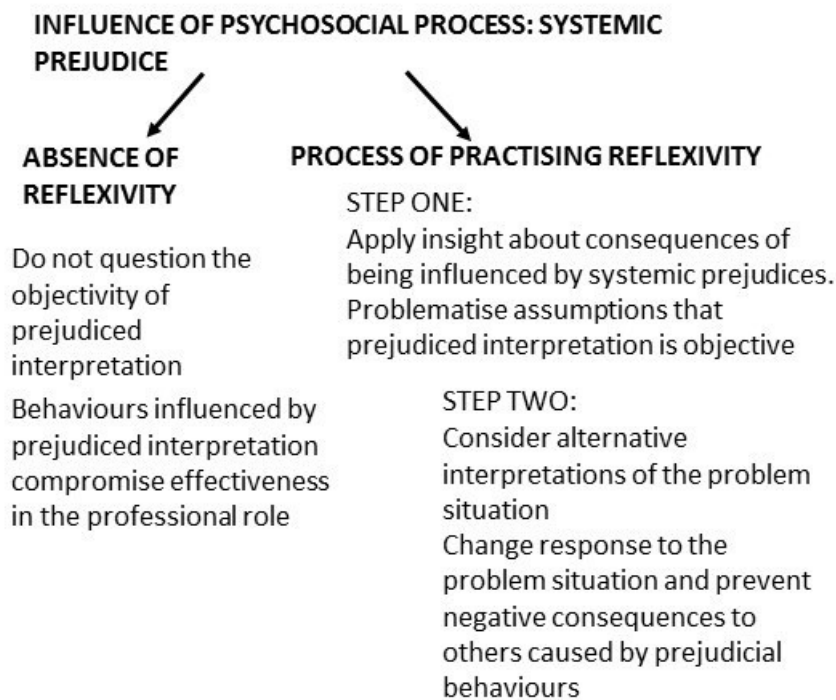 INFLUENCE OF PSYCHOSOCIAL PROCESS: SYSTEMIC
PREJUDICE
ABSENCE OF
REFLEXIVITY
Do not question the
objectivity of
prejudiced
interpretation
Behaviours influenced by
prejudiced interpretation
compromise effectiveness
in the professional role
PROCESS OF PRACTISING REFLEXIVITY
STEP ONE:
Apply insight about consequences of
being influenced by systemic prejudices.
Problematise assumptions that
prejudiced interpretation is objective
STEP TWO:
Consider alternative
interpretations of the problem
situation
Change response to the
problem situation and prevent
negative consequences to
others caused by prejudicial
behaviours